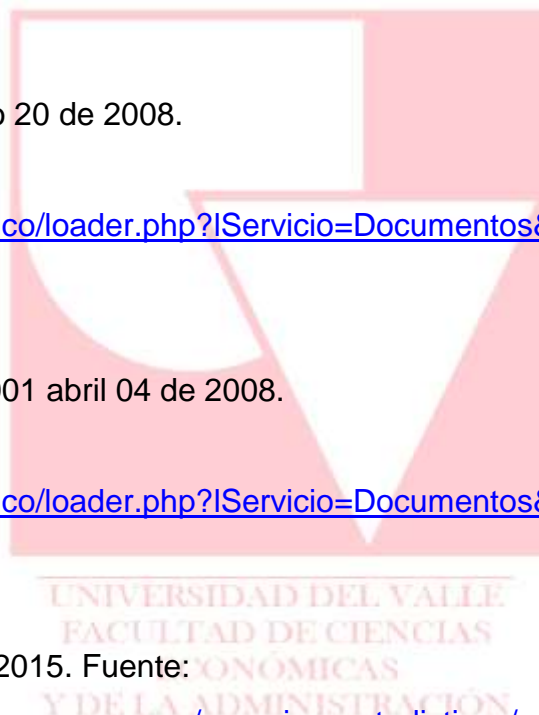 20 de 2008.
co/loader.php?lServicio=Documentos&
001 abril 04 de 2008.
co/loader.php?lServicio=Documentos&
UNIVERSIDAD DEL VALLE
FACULTAD DE CIENCIAS
2015. Fuente:
ECONÓMICAS
Y DE LA ADMINISTRACIÓN